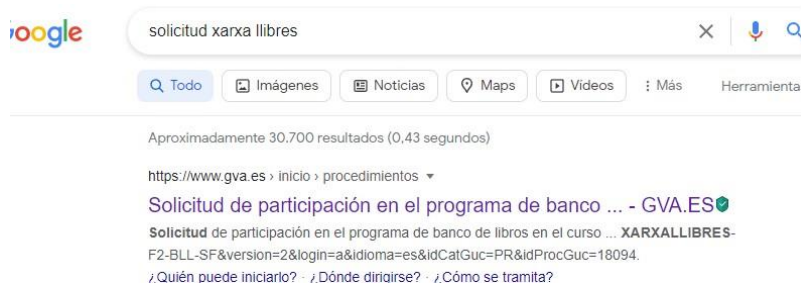 oogle
solicitud xarxa llibres
Todo Imágenes Noticias Maps Vídeos Más Herramienta
Aproximadamente 30.700 resultados (0,43 segundos)
https://www.gva.es › inicio › procedimientos
Solicitud de participación en el programa de banco ... - GVA.ES
Solicitud de participación en el programa de banco de libros en el curso ... XARXALLIBRES-
F2-BLL-SF&version=2&login=a&idioma=es&idCatGuc=PR&idProcGuc=18094.
¿Quién puede iniciarlo? · ¿Dónde dirigirse? · ¿Cómo se tramita?